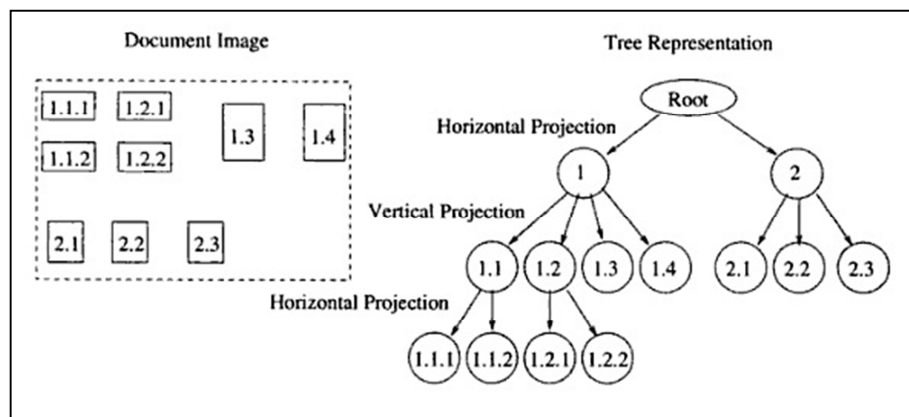 Document Image
1.1.1 1.2.1 1.3 1.4
1.1.2 1.2.2
2.1 2.2 2.3
Tree Representation
Root
Horizontal Projection
1 2
Vertical Projection
1.1 1.2 1.3 1.4 2.1 2.2 2.3
Horizontal Projection
1.1.1 1.1.2 1.2.1 1.2.2